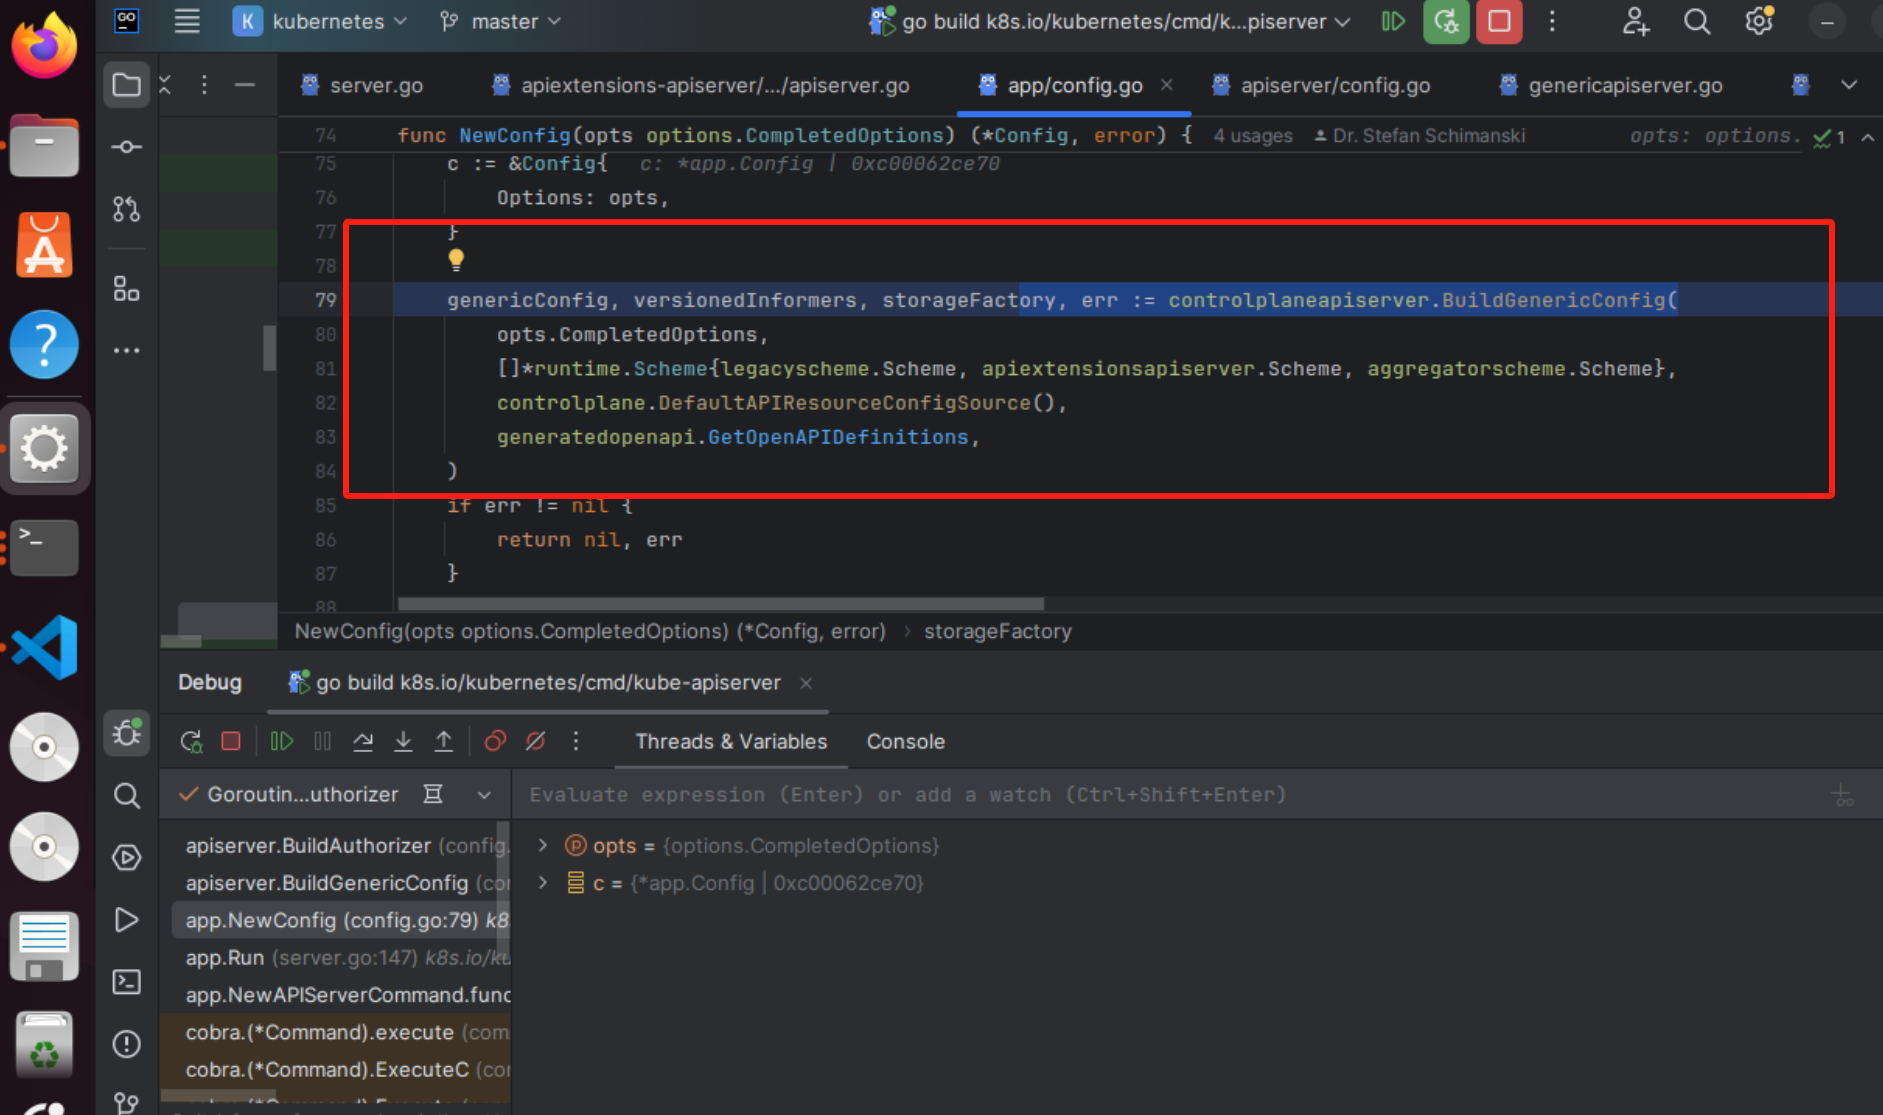 GO
K kubernetes master go build k8s.io/kubernetes/cmd/k...piserver
server.go apiextensions-apiserver/.../apiserver.go app/config.go apiserver/config.go genericapiserver.go
74 func NewConfig(opts options.CompletedOptions) (*Config, error) { 4 usages Dr. Stefan Schimanski opts: options. 1
75 c := &Config{ c: *app.Config | 0xc00062ce70
76 Options: opts,
77 }
78
79 genericConfig, versionedInformers, storageFactory, err := controlplaneapiserver.BuildGenericConfig(
80 opts.CompletedOptions,
81 []*runtime.Scheme{legacyscheme.Scheme, apiextensionsapiserver.Scheme, aggregatorscheme.Scheme},
82 controlplane.DefaultAPIResourceConfigSource(),
83 generatedopenapi.GetOpenAPIDefinitions,
84 )
85 if err != nil {
86 return nil, err
87 }
88
NewConfig(opts options.CompletedOptions) (*Config, error) › storageFactory
Debug go build k8s.io/kubernetes/cmd/kube-apiserver
Threads & Variables Console
Goroutin...uthorizer Evaluate expression (Enter) or add a watch (Ctrl+Shift+Enter)
apiserver.BuildAuthorizer (config.
apiserver.BuildGenericConfig (cor
app.NewConfig (config.go:79) k8
app.Run (server.go:147) k8s.io/ku
app.NewAPIServerCommand.func
cobra.(*Command).execute (com
cobra.(*Command).ExecuteC (cor
opts = {options.CompletedOptions}
c = {*app.Config | 0xc00062ce70}